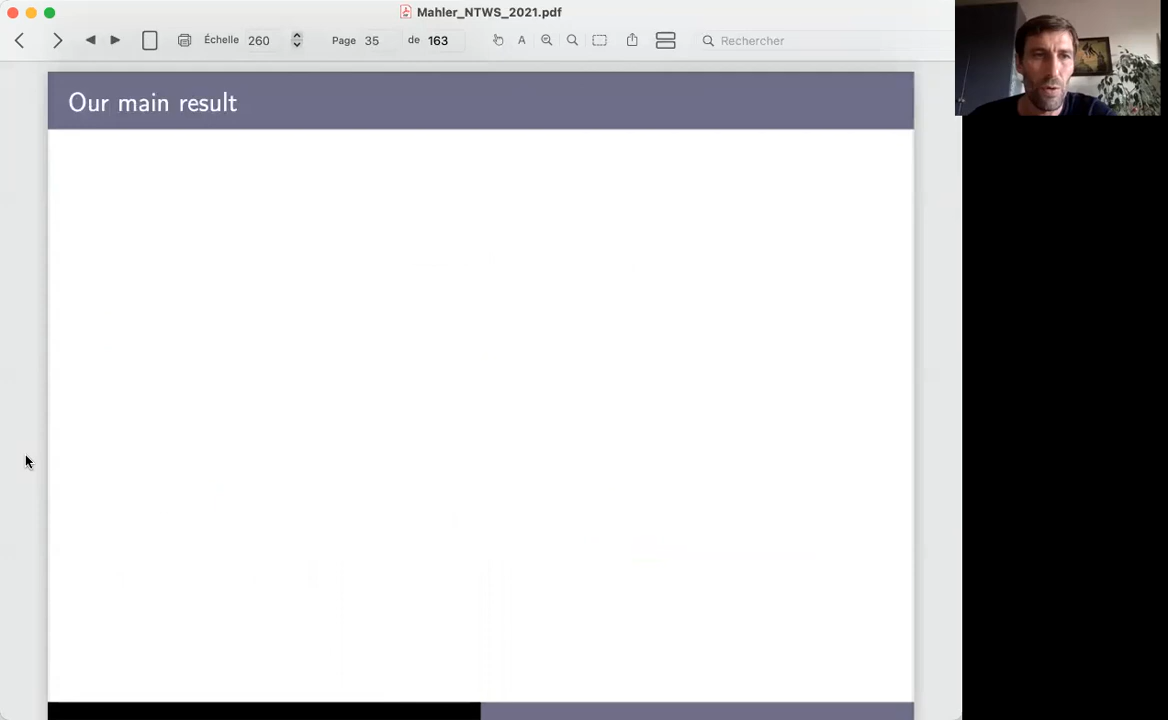 Mahler_NTWS_2021.pdf
Échelle 260 Page 35 de 163 A Rechercher
Our main result